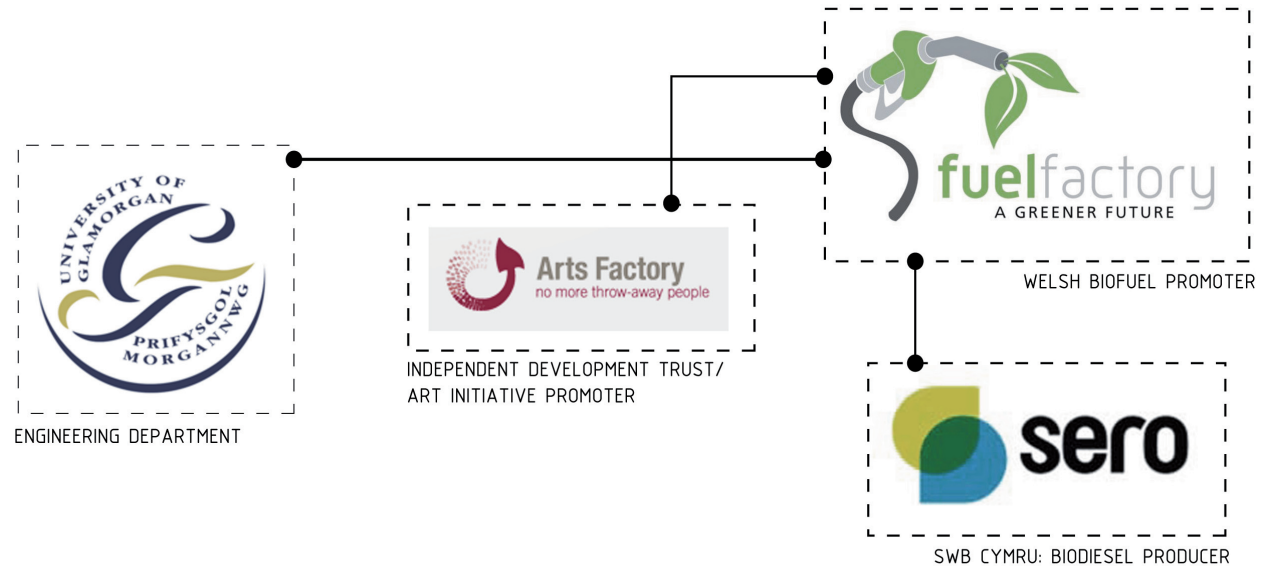 UNIVERSITY OF
GLAMORGAN
PRIFYSGOL
MORGANNWG
ENGINEERING DEPARTMENT
Arts Factory
no more throw-away people
INDEPENDENT DEVELOPMENT TRUST/
ART INITIATIVE PROMOTER
fuelfactory
A GREENER FUTURE
WELSH BIOFUEL PROMOTER
sero
SWB CYMRU: BIODIESEL PRODUCER